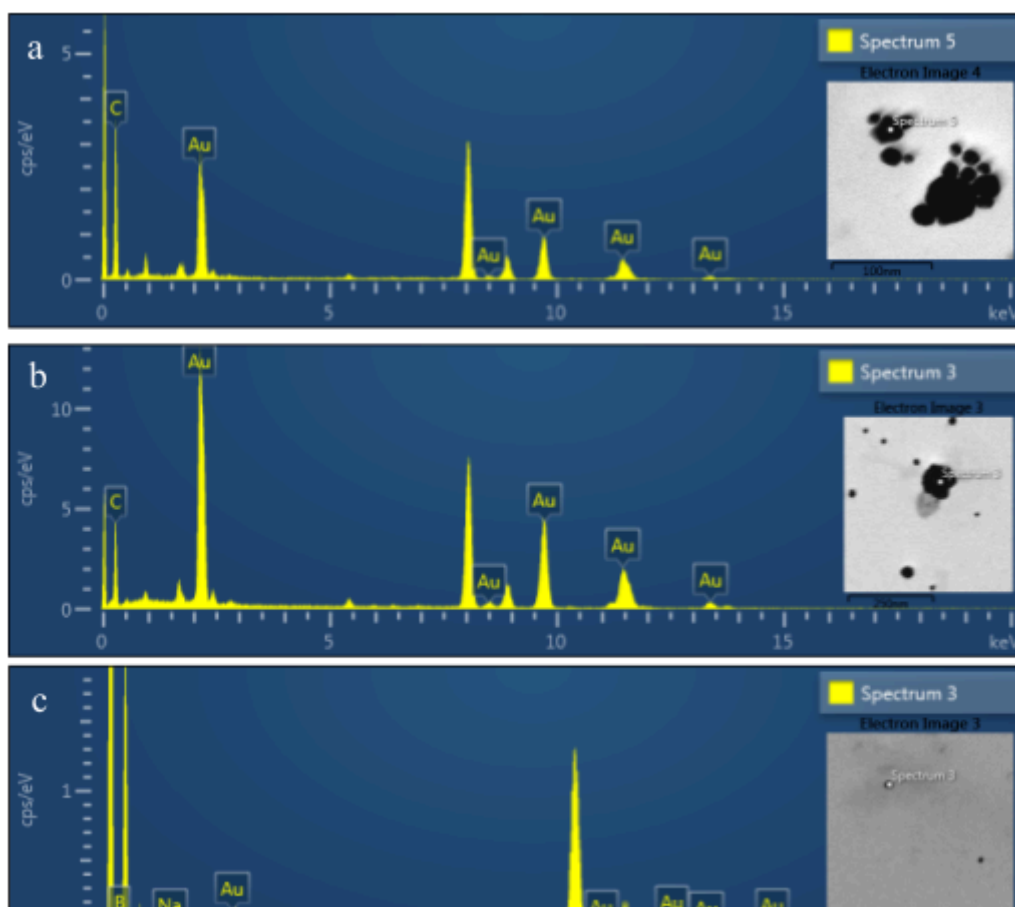 a
Spectrum 5
Electron Image 4
Spectrum 5
cps/eV
5
0
C
Au
Au
Au
Au
Au
100nm
0
5
10
15
keV
b
Spectrum 3
Electron Image 3
Spectrum 3
cps/eV
10
5
0
C
Au
Au
Au
Au
Au
250nm
0
5
10
15
keV
c
Spectrum 3
Electron Image 3
Spectrum 3
cps/eV
1
Na
Au
Au
Au
Au